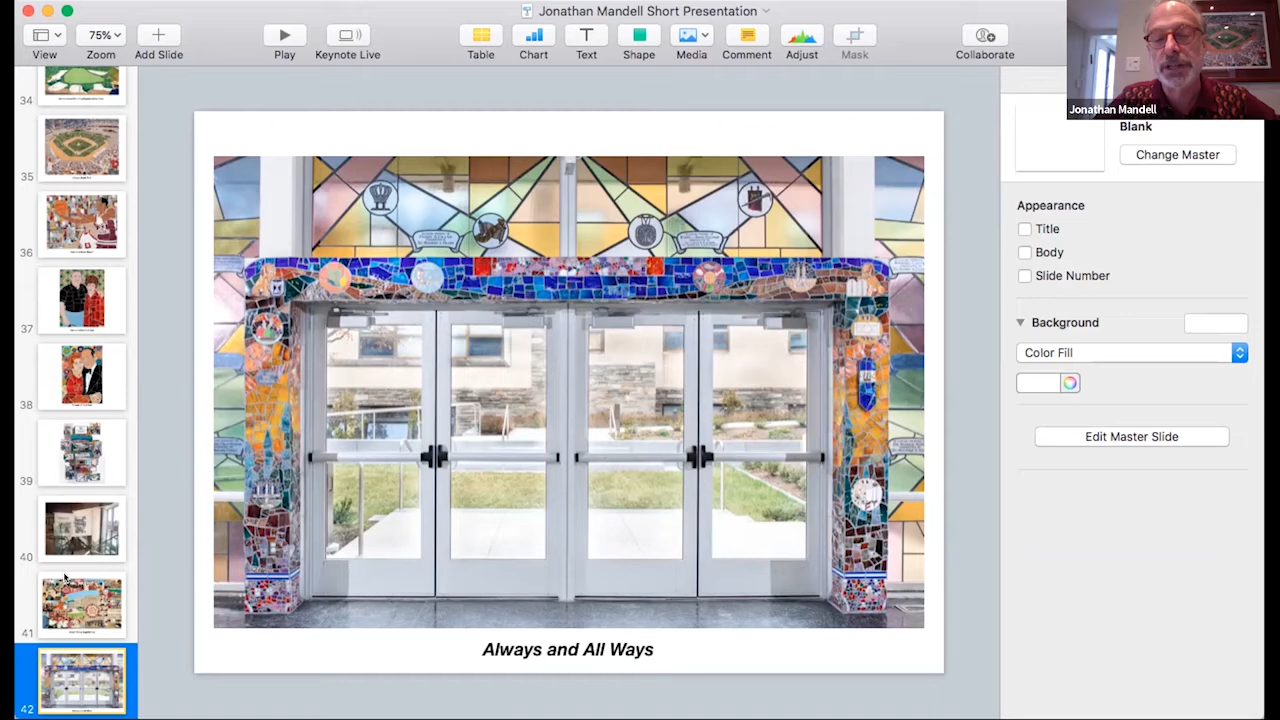 Jonathan Mandell Short Presentation
View
75%
Zoom
Add Slide
Play
Keynote Live
Table
Chart
Text
Shape
Media
Comment
Adjust
Mask
Collaborate
Jonathan Mandell
Blank
Change Master
Appearance
Title
Body
Slide Number
Background
Color Fill
Edit Master Slide
34
35
36
37
38
39
40
41
42
Always and All Ways